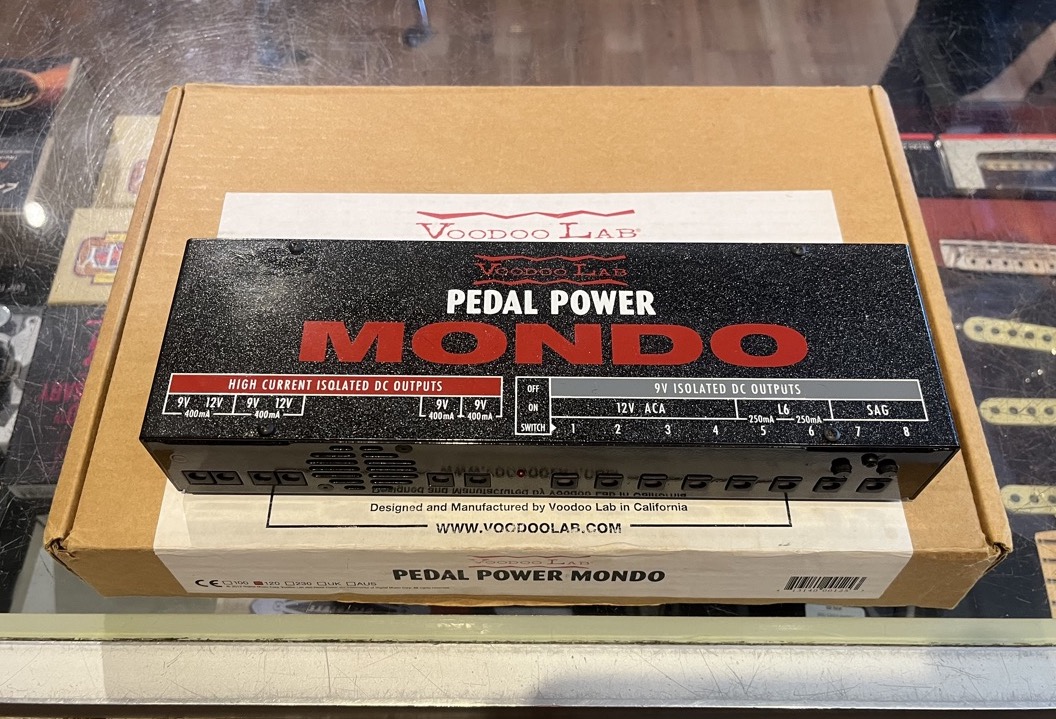 VOODOO LAB®
VOODOO LAB
PEDAL POWER
MONDO
HIGH CURRENT ISOLATED DC OUTPUTS
9V 12V 9V 12V 9V 9V
400mA 400mA 400mA 400mA
OFF
ON
SWITCH
9V ISOLATED DC OUTPUTS
12V ACA L6 SAG
250mA 250mA
1 2 3 4 5 6 7 8
Designed and Manufactured by Voodoo Lab in California
WWW.VOODOOLAB.COM
VOODOO LAB
PEDAL POWER MONDO
CE 100 120 230 UK AUS